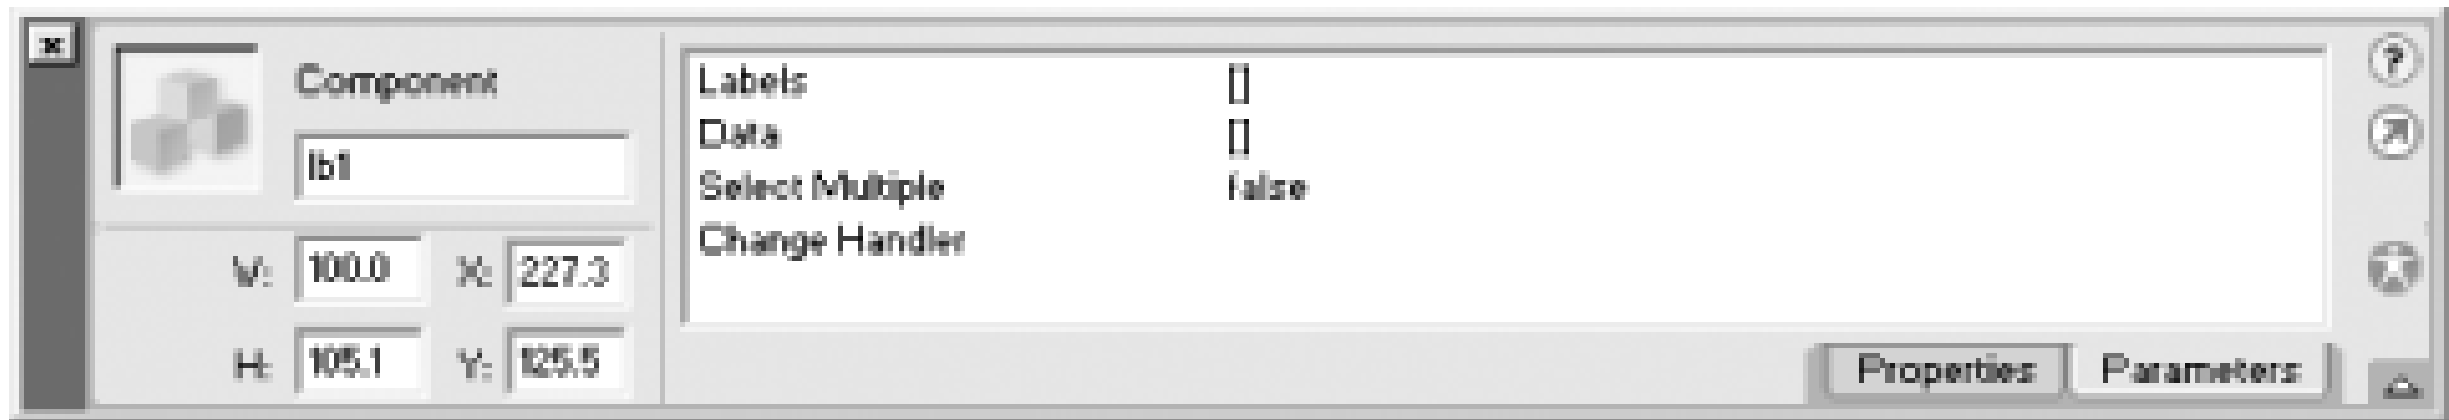 Component
lb1
W: 100.0 X: 227.3
H: 105.1 Y: 125.5
Labels []
Data []
Select Multiple false
Change Handler
Properties Parameters